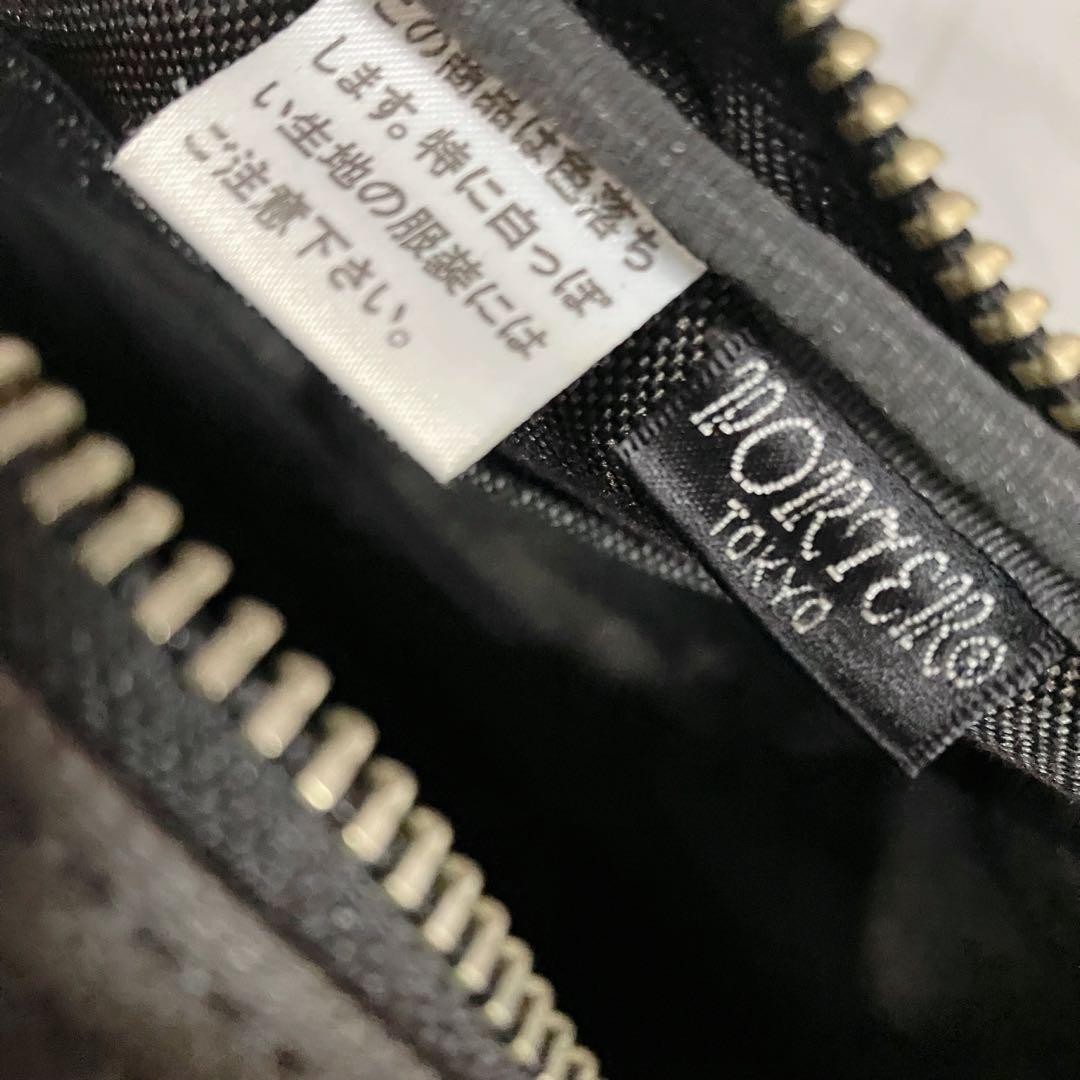 この商品は色落ち
します。特に白っぽ
い生地の服装には
ご注意下さい。
PORTER®
TOKYO